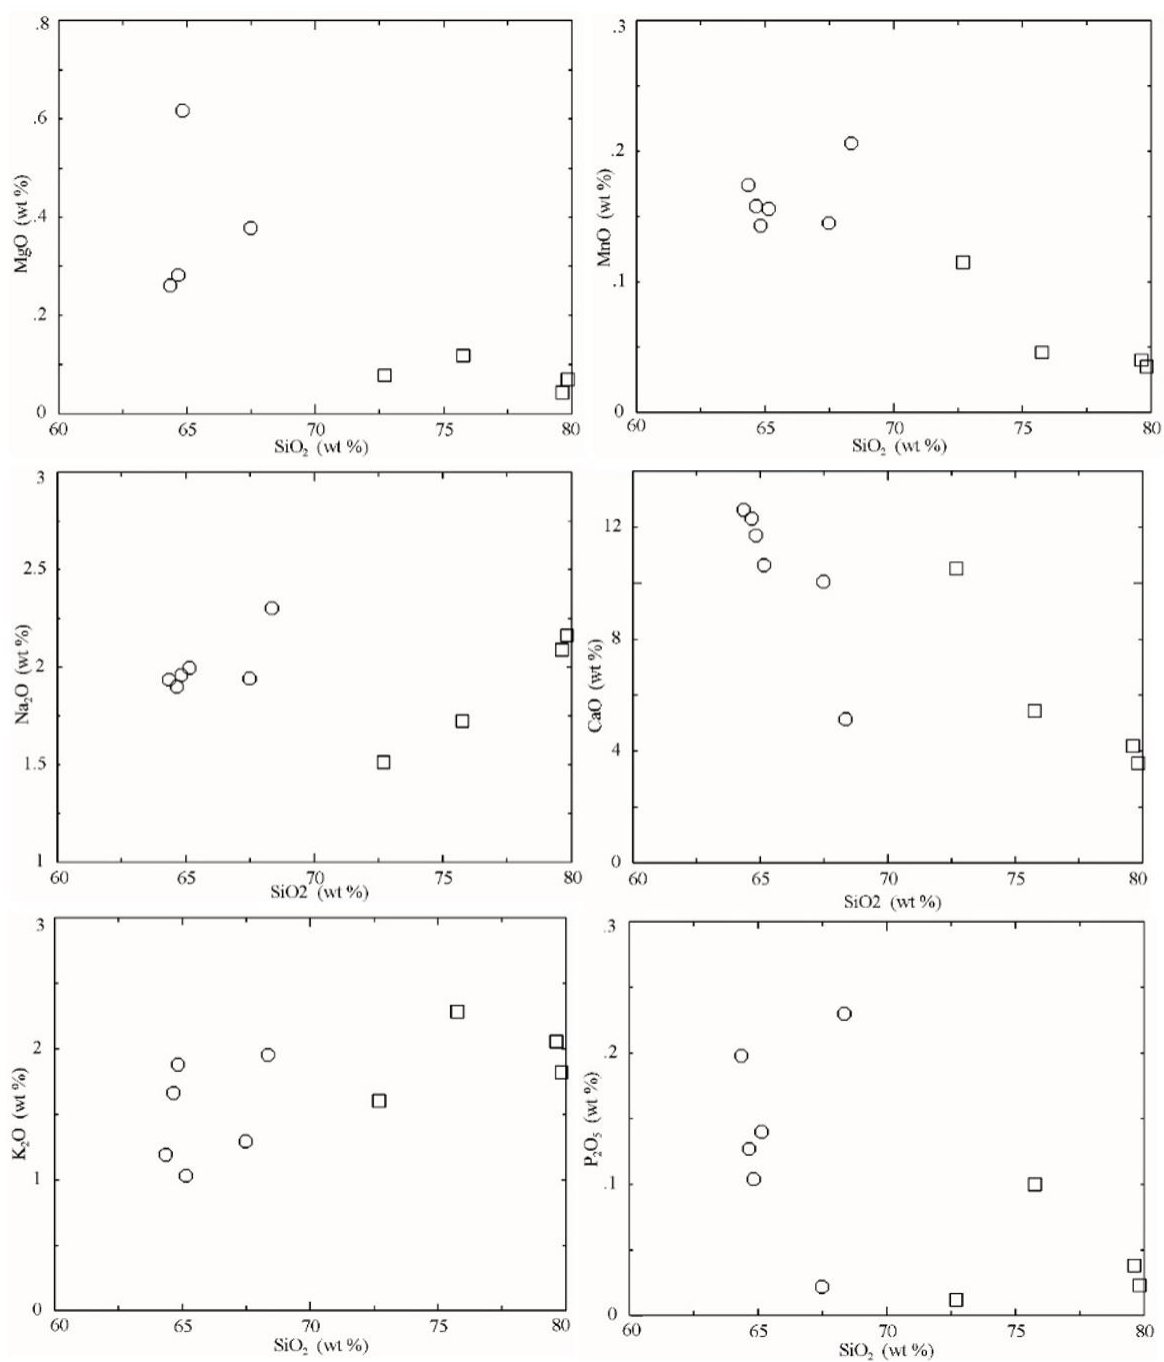 .8
.6
.4
.2
0
MgO (wt %)
60 65 70 75 80
SiO₂ (wt %)
.3
.2
.1
0
MnO (wt %)
60 65 70 75 80
SiO₂ (wt %)
3
2.5
2
1.5
1
Na₂O (wt %)
60 65 70 75 80
SiO2 (wt %)
12
8
4
0
CaO (wt %)
60 65 70 75 80
SiO2 (wt %)
3
2
1
0
K₂O (wt %)
60 65 70 75 80
SiO₂ (wt %)
.3
.2
.1
0
P₂O₅ (wt %)
60 65 70 75 80
SiO₂ (wt %)